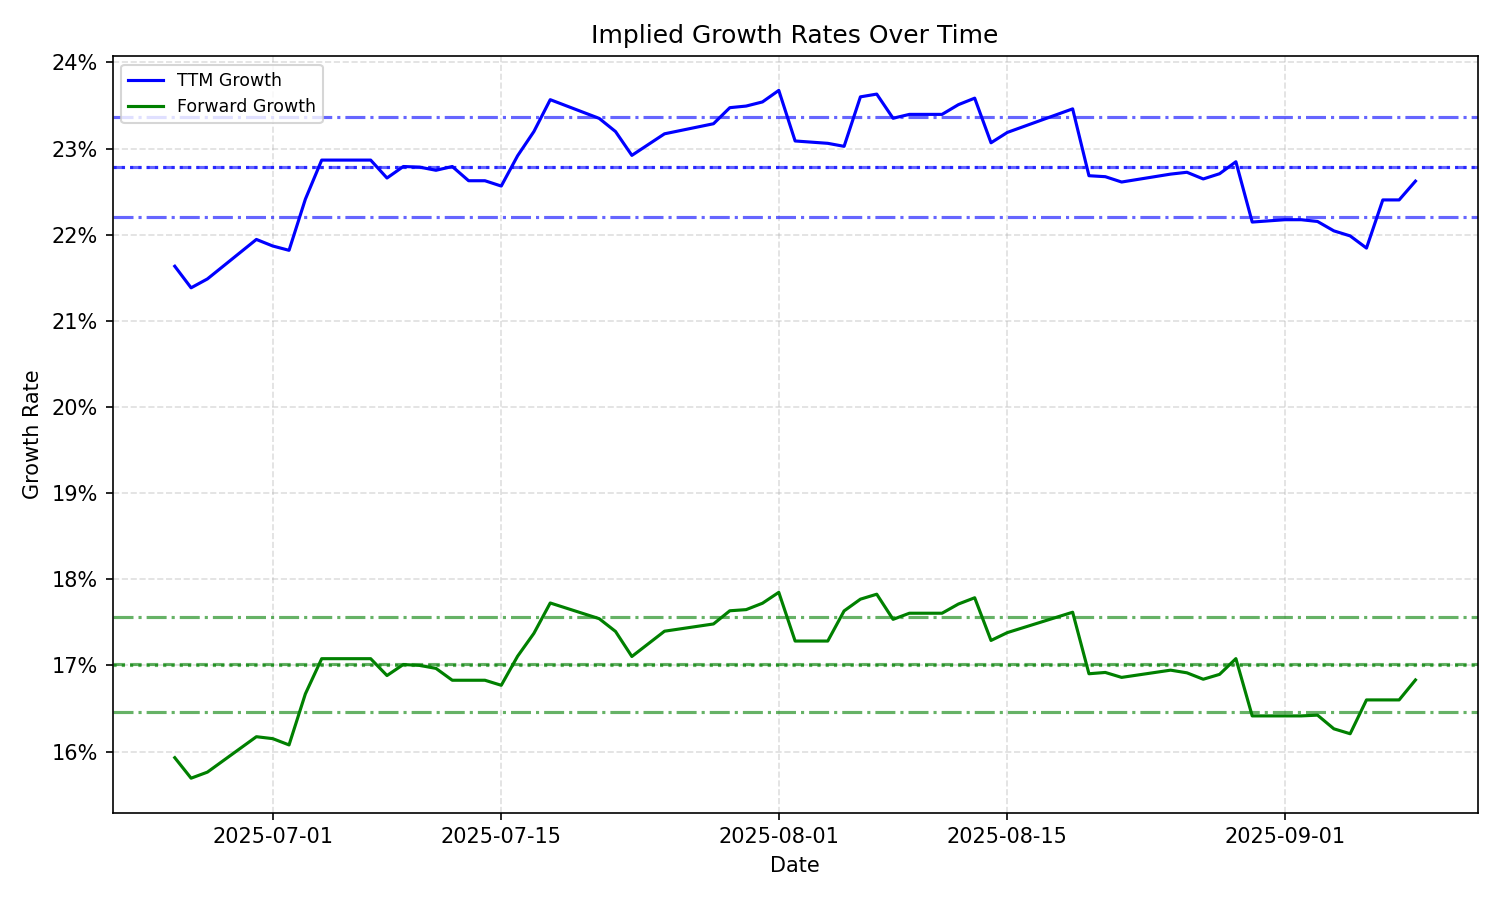 Implied Growth Rates Over Time
TTM Growth
Forward Growth
Growth Rate
24%
23%
22%
21%
20%
19%
18%
17%
16%
2025-07-01
2025-07-15
2025-08-01
2025-08-15
2025-09-01
Date